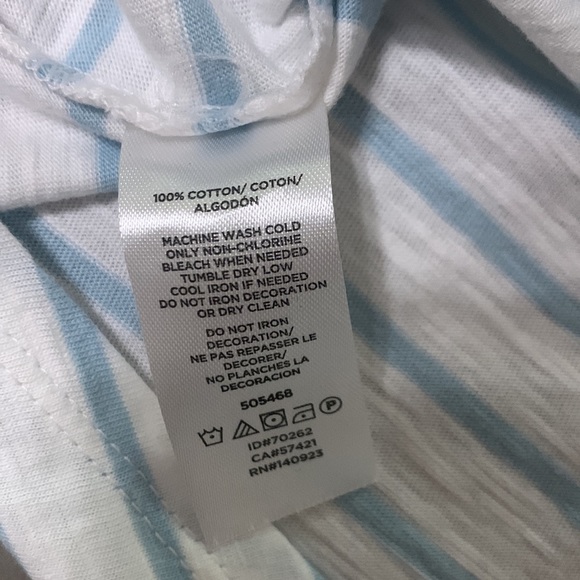 100% COTTON/ COTON/
ALGODÓN
MACHINE WASH COLD
ONLY NON-CHLORINE
BLEACH WHEN NEEDED
TUMBLE DRY LOW
COOL IRON IF NEEDED
DO NOT IRON DECORATION
OR DRY CLEAN
DO NOT IRON
DECORATION/
NE PAS REPASSER LE
DECORER/
NO PLANCHES LA
DECORACION
505468
P
ID#70262
CA#57421
RN#140923